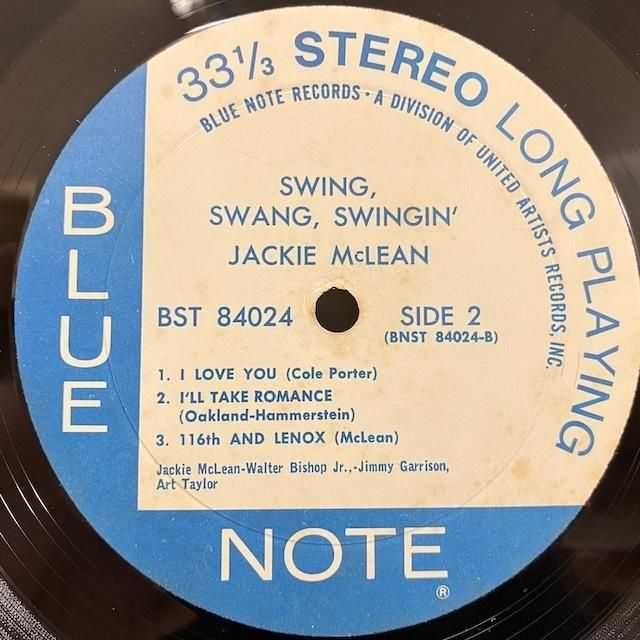 33 1/3 STEREO LONG PLAYING
BLUE NOTE RECORDS • A DIVISION OF UNITED ARTISTS RECORDS, INC.
SWING,
SWANG, SWINGIN'
JACKIE McLEAN
BST 84024
SIDE 2
(BNST 84024-B)
1. I LOVE YOU (Cole Porter)
2. I'LL TAKE ROMANCE
(Oakland-Hammerstein)
3. 116th AND LENOX (McLean)
Jackie McLean-Walter Bishop Jr.,-Jimmy Garrison,
Art Taylor
BLUE
NOTE®